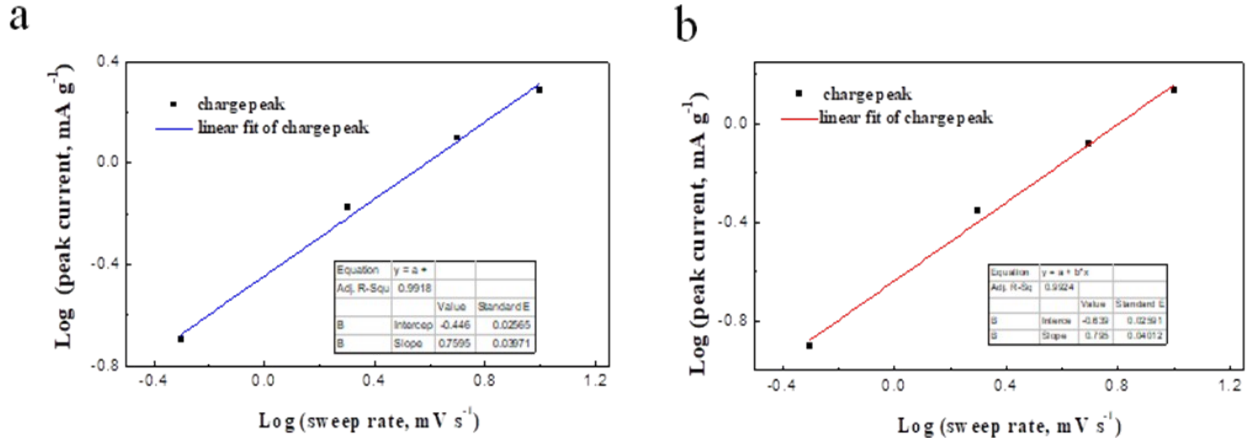 a
Log (peak current, mA g-1)
0.4
0.0
-0.4
-0.8
charge peak
linear fit of charge peak
Equation y = a +
Adj. R-Squ 0.9918
Value Standard E
B Intercep -0.446 0.02565
B Slope 0.7595 0.03971
-0.4 0.0 0.4 0.8 1.2
Log (sweep rate, mV s-1)
b
Log (peak current, mA g-1)
0.0
-0.4
-0.8
charge peak
linear fit of charge peak
Equation y = a + b*x
Adj. R-Sq 0.9924
Value Standard E
B Interce -0.639 0.02591
B Slope 0.795 0.04012
-0.4 0.0 0.4 0.8 1.2
Log (sweep rate, mV s-1)